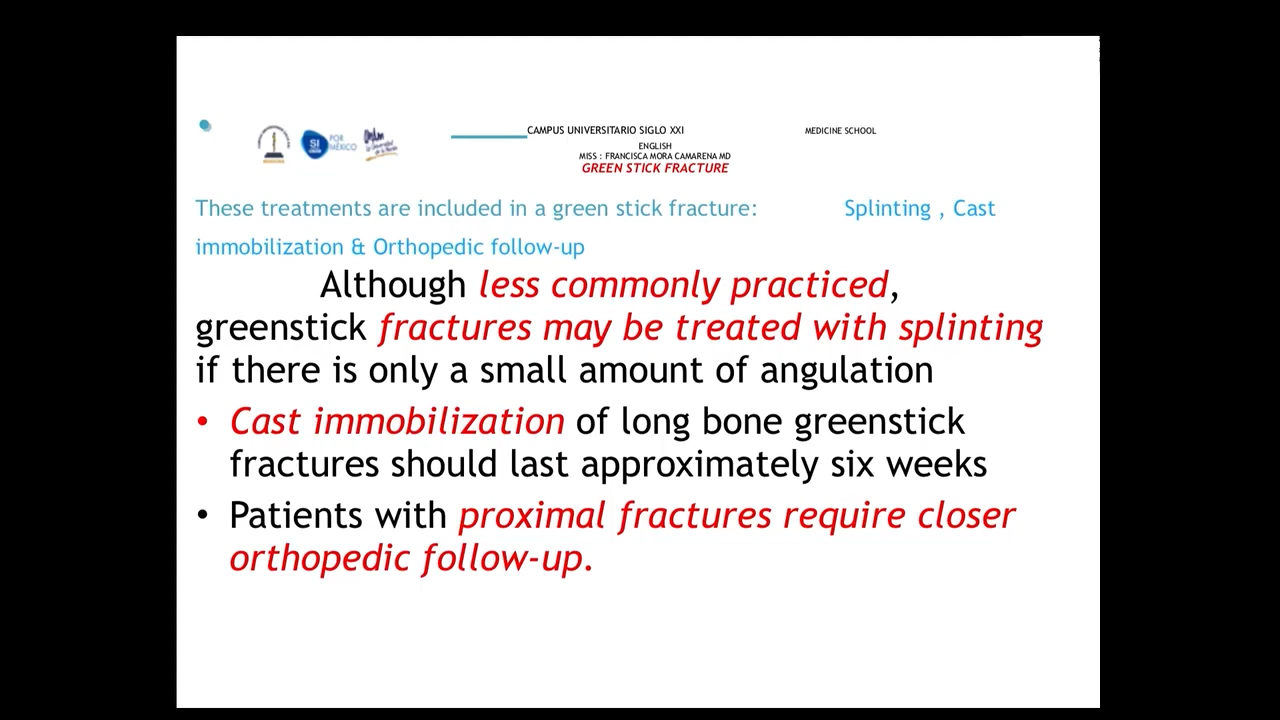 CAMPUS UNIVERSITARIO SIGLO XXI MEDICINE SCHOOL
ENGLISH
MISS : FRANCISCA MORA CAMARENA MD
GREEN STICK FRACTURE
SI
POR
MÉXICO
These treatments are included in a green stick fracture: Splinting , Cast
immobilization & Orthopedic follow-up
Although less commonly practiced,
greenstick fractures may be treated with splinting
if there is only a small amount of angulation
• Cast immobilization of long bone greenstick
fractures should last approximately six weeks
• Patients with proximal fractures require closer
orthopedic follow-up.